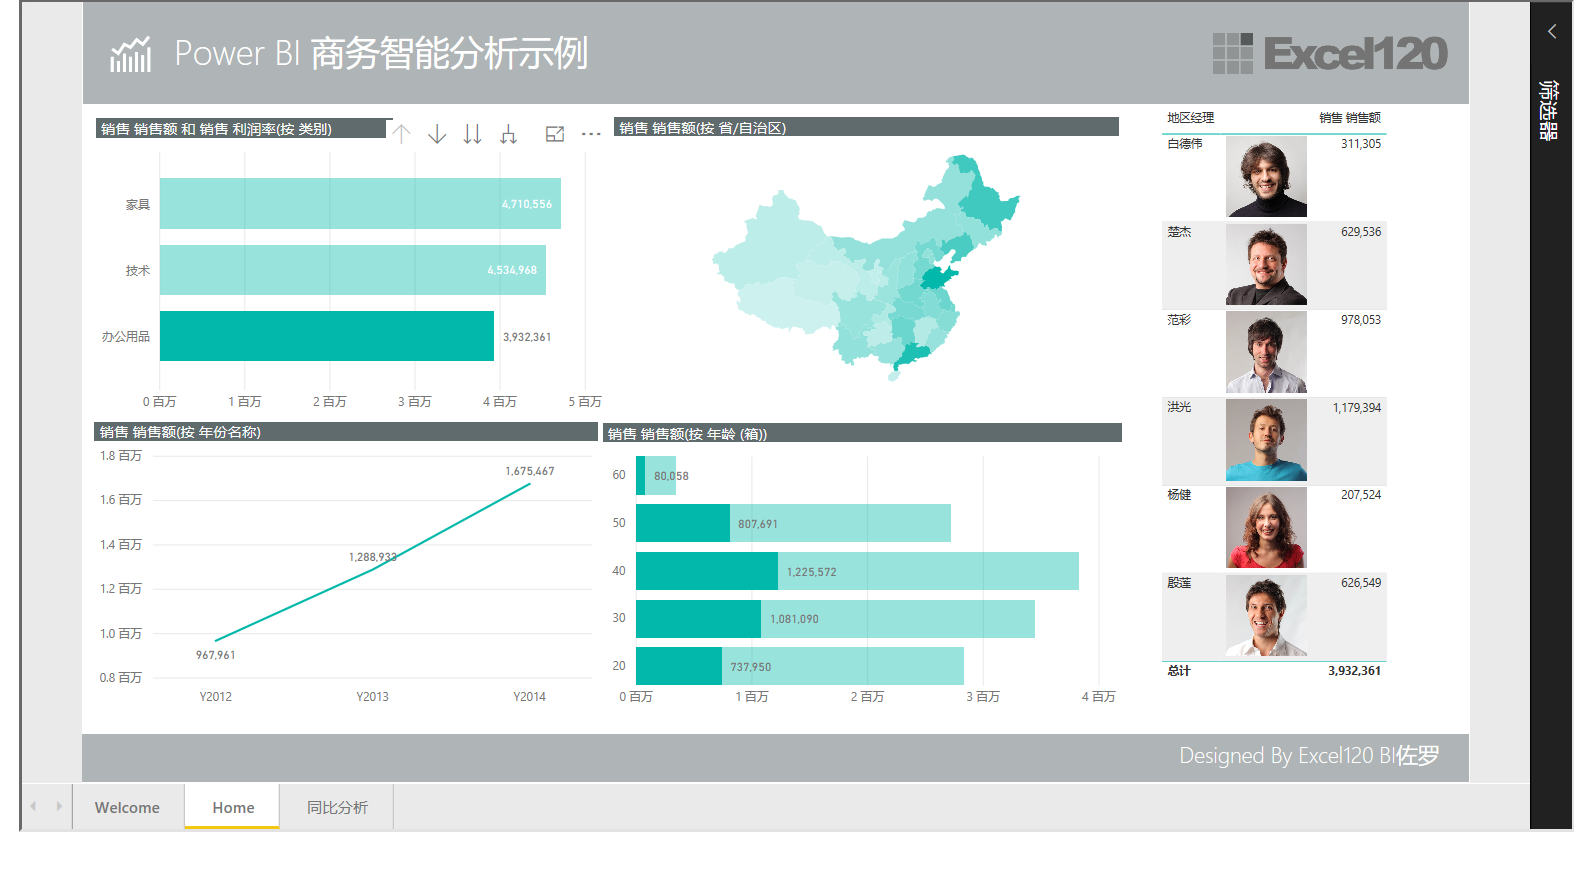 Power BI 商务智能分析示例
Excel120
筛选器
销售 销售额 和 销售 利润率(按 类别)
家具
4,710,556
技术
4,534,968
办公用品
3,932,361
0 百万 1 百万 2 百万 3 百万 4 百万 5 百万
销售 销售额(按 省/自治区)
地区经理 销售 销售额
白德伟 311,305
楚杰 629,536
范彩 978,053
洪光 1,179,394
杨健 207,524
殷莲 626,549
总计 3,932,361
销售 销售额(按 年份名称)
1.8 百万
1.6 百万
1.4 百万
1.2 百万
1.0 百万
0.8 百万
1,675,467
1,288,933
967,961
Y2012 Y2013 Y2014
销售 销售额(按 年龄 (箱))
60 80,058
50 807,691
40 1,225,572
30 1,081,090
20 737,950
0 百万 1 百万 2 百万 3 百万 4 百万
Designed By Excel120 BI佐罗
Welcome Home 同比分析